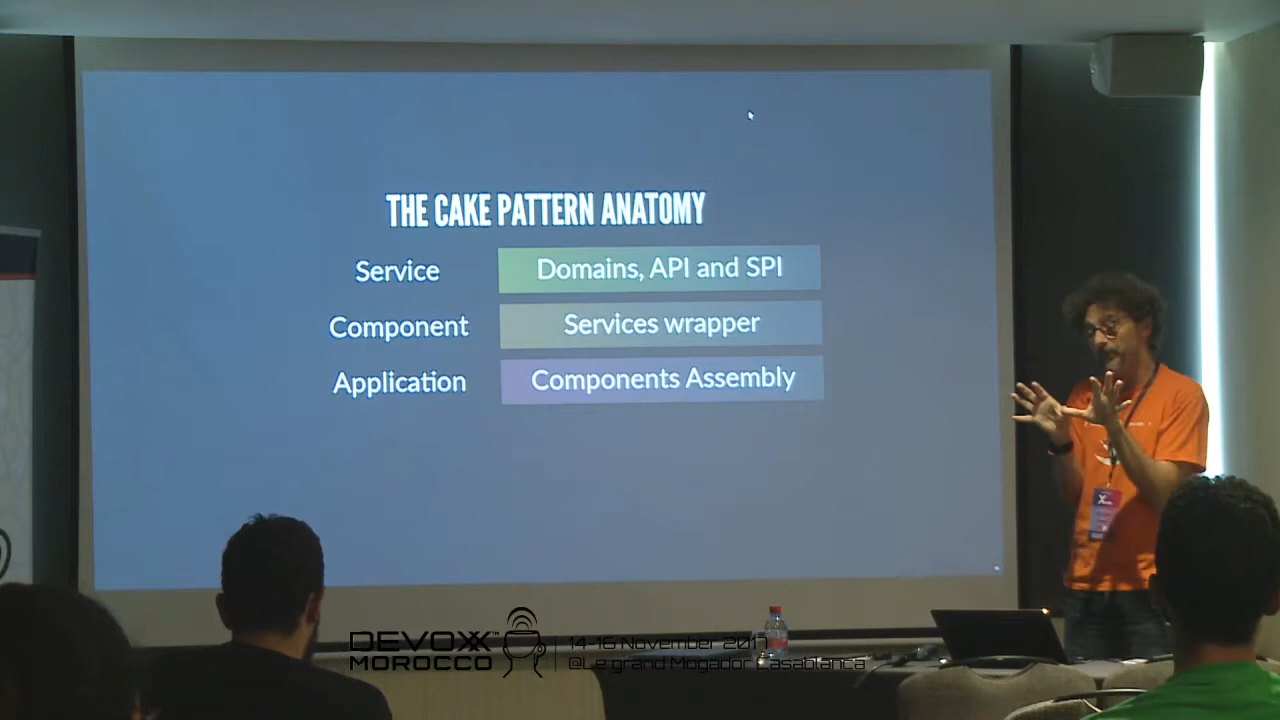 THE CAKE PATTERN ANATOMY
Service
Domains, API and SPI
Component
Services wrapper
Application
Components Assembly
DEVOXX™
MOROCCO
14-16 November 2017
@Le grand Mogador Casablanca